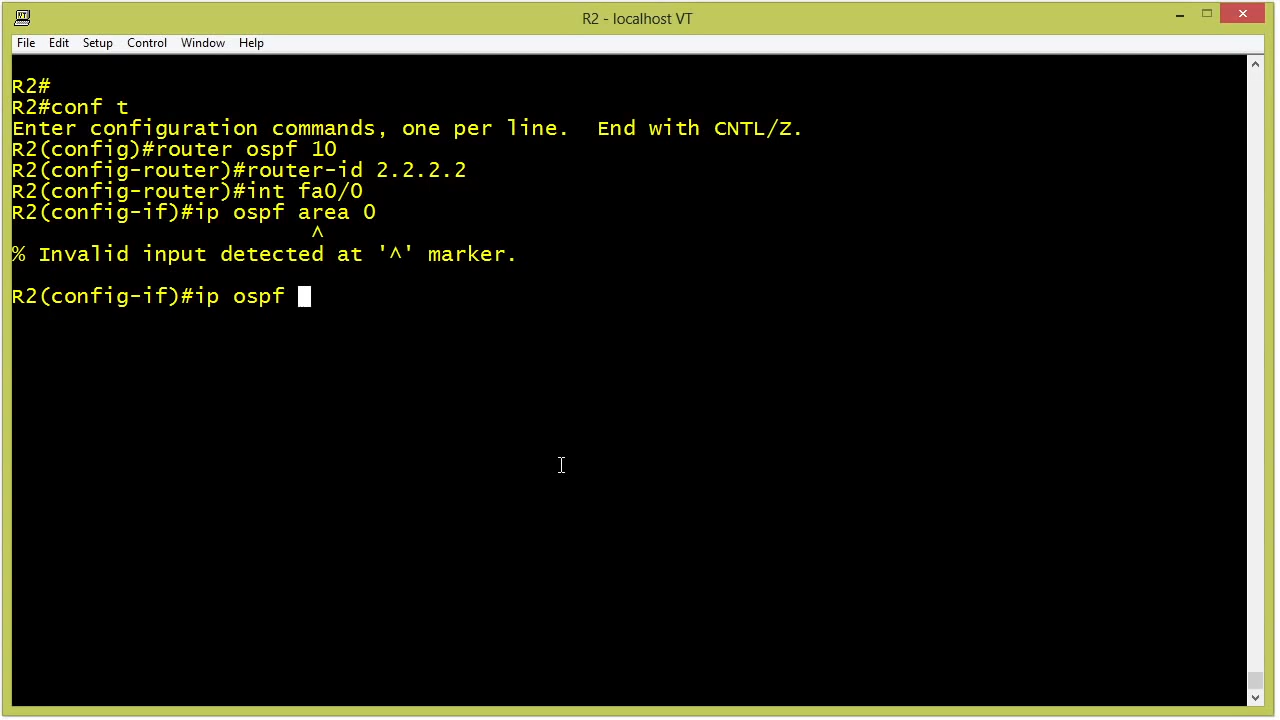 R2 - localhost VT
File Edit Setup Control Window Help
R2#
R2#conf t
Enter configuration commands, one per line.  End with CNTL/Z.
R2(config)#router ospf 10
R2(config-router)#router-id 2.2.2.2
R2(config-router)#int fa0/0
R2(config-if)#ip ospf area 0
                       ^
% Invalid input detected at '^' marker.
R2(config-if)#ip ospf